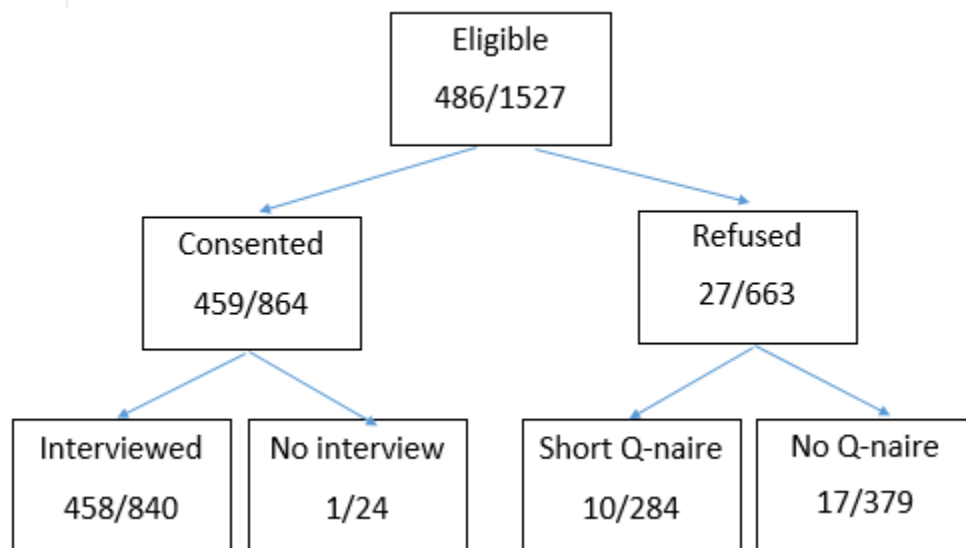 Eligible
486/1527
Consented
459/864
Refused
27/663
Interviewed
458/840
No interview
1/24
Short Q-naire
10/284
No Q-naire
17/379